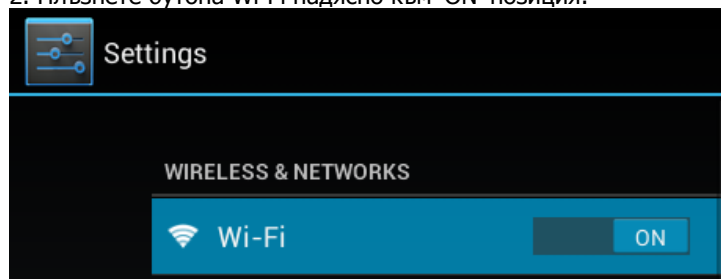 2. Плъзнете бутона Wi-Fi надясно към "ON" позиция.
Settings
WIRELESS & NETWORKS
Wi-Fi
ON